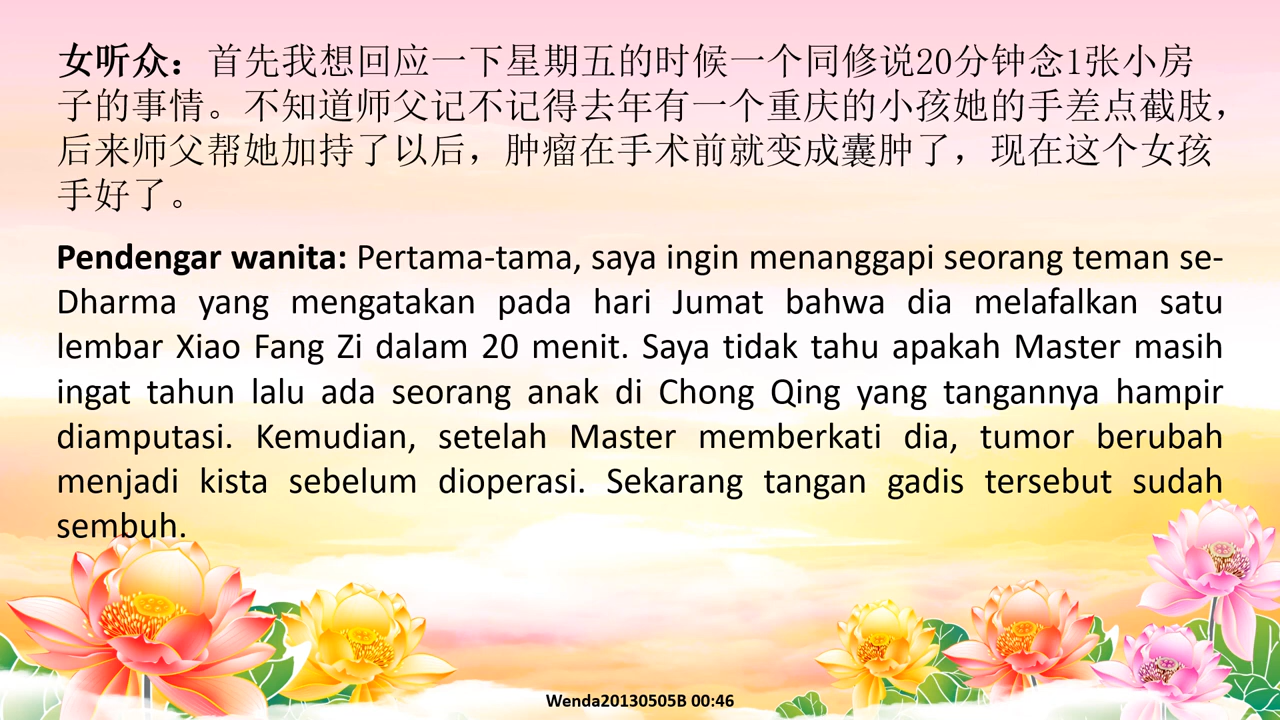 女听众：首先我想回应一下星期五的时候一个同修说20分钟念1张小房
子的事情。不知道师父记不记得去年有一个重庆的小孩她的手差点截肢，
后来师父帮她加持了以后，肿瘤在手术前就变成囊肿了，现在这个女孩
手好了。
Pendengar wanita: Pertama-tama, saya ingin menanggapi seorang teman se-
Dharma yang mengatakan pada hari Jumat bahwa dia melafalkan satu
lembar Xiao Fang Zi dalam 20 menit. Saya tidak tahu apakah Master masih
ingat tahun lalu ada seorang anak di Chong Qing yang tangannya hampir
diamputasi. Kemudian, setelah Master memberkati dia, tumor berubah
menjadi kista sebelum dioperasi. Sekarang tangan gadis tersebut sudah
sembuh.
Wenda20130505B 00:46